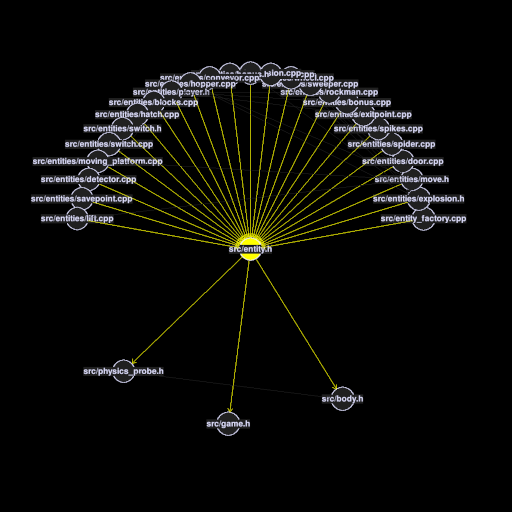 src/entities/conveyor.cpp
src/entities/hopper.cpp
src/entities/sweeper.cpp
src/entities/player.h
src/entities/rockman.cpp
src/entities/blocks.cpp
src/entities/bonus.cpp
src/entities/hatch.cpp
src/entities/exitpoint.cpp
src/entities/switch.h
src/entities/spikes.cpp
src/entities/switch.cpp
src/entities/spider.cpp
src/entities/moving_platform.cpp
src/entities/door.cpp
src/entities/detector.cpp
src/entities/move.h
src/entities/savepoint.cpp
src/entities/explosion.h
src/entities/lift.cpp
src/entity_factory.cpp
src/entity.h
src/physics_probe.h
src/body.h
src/game.h